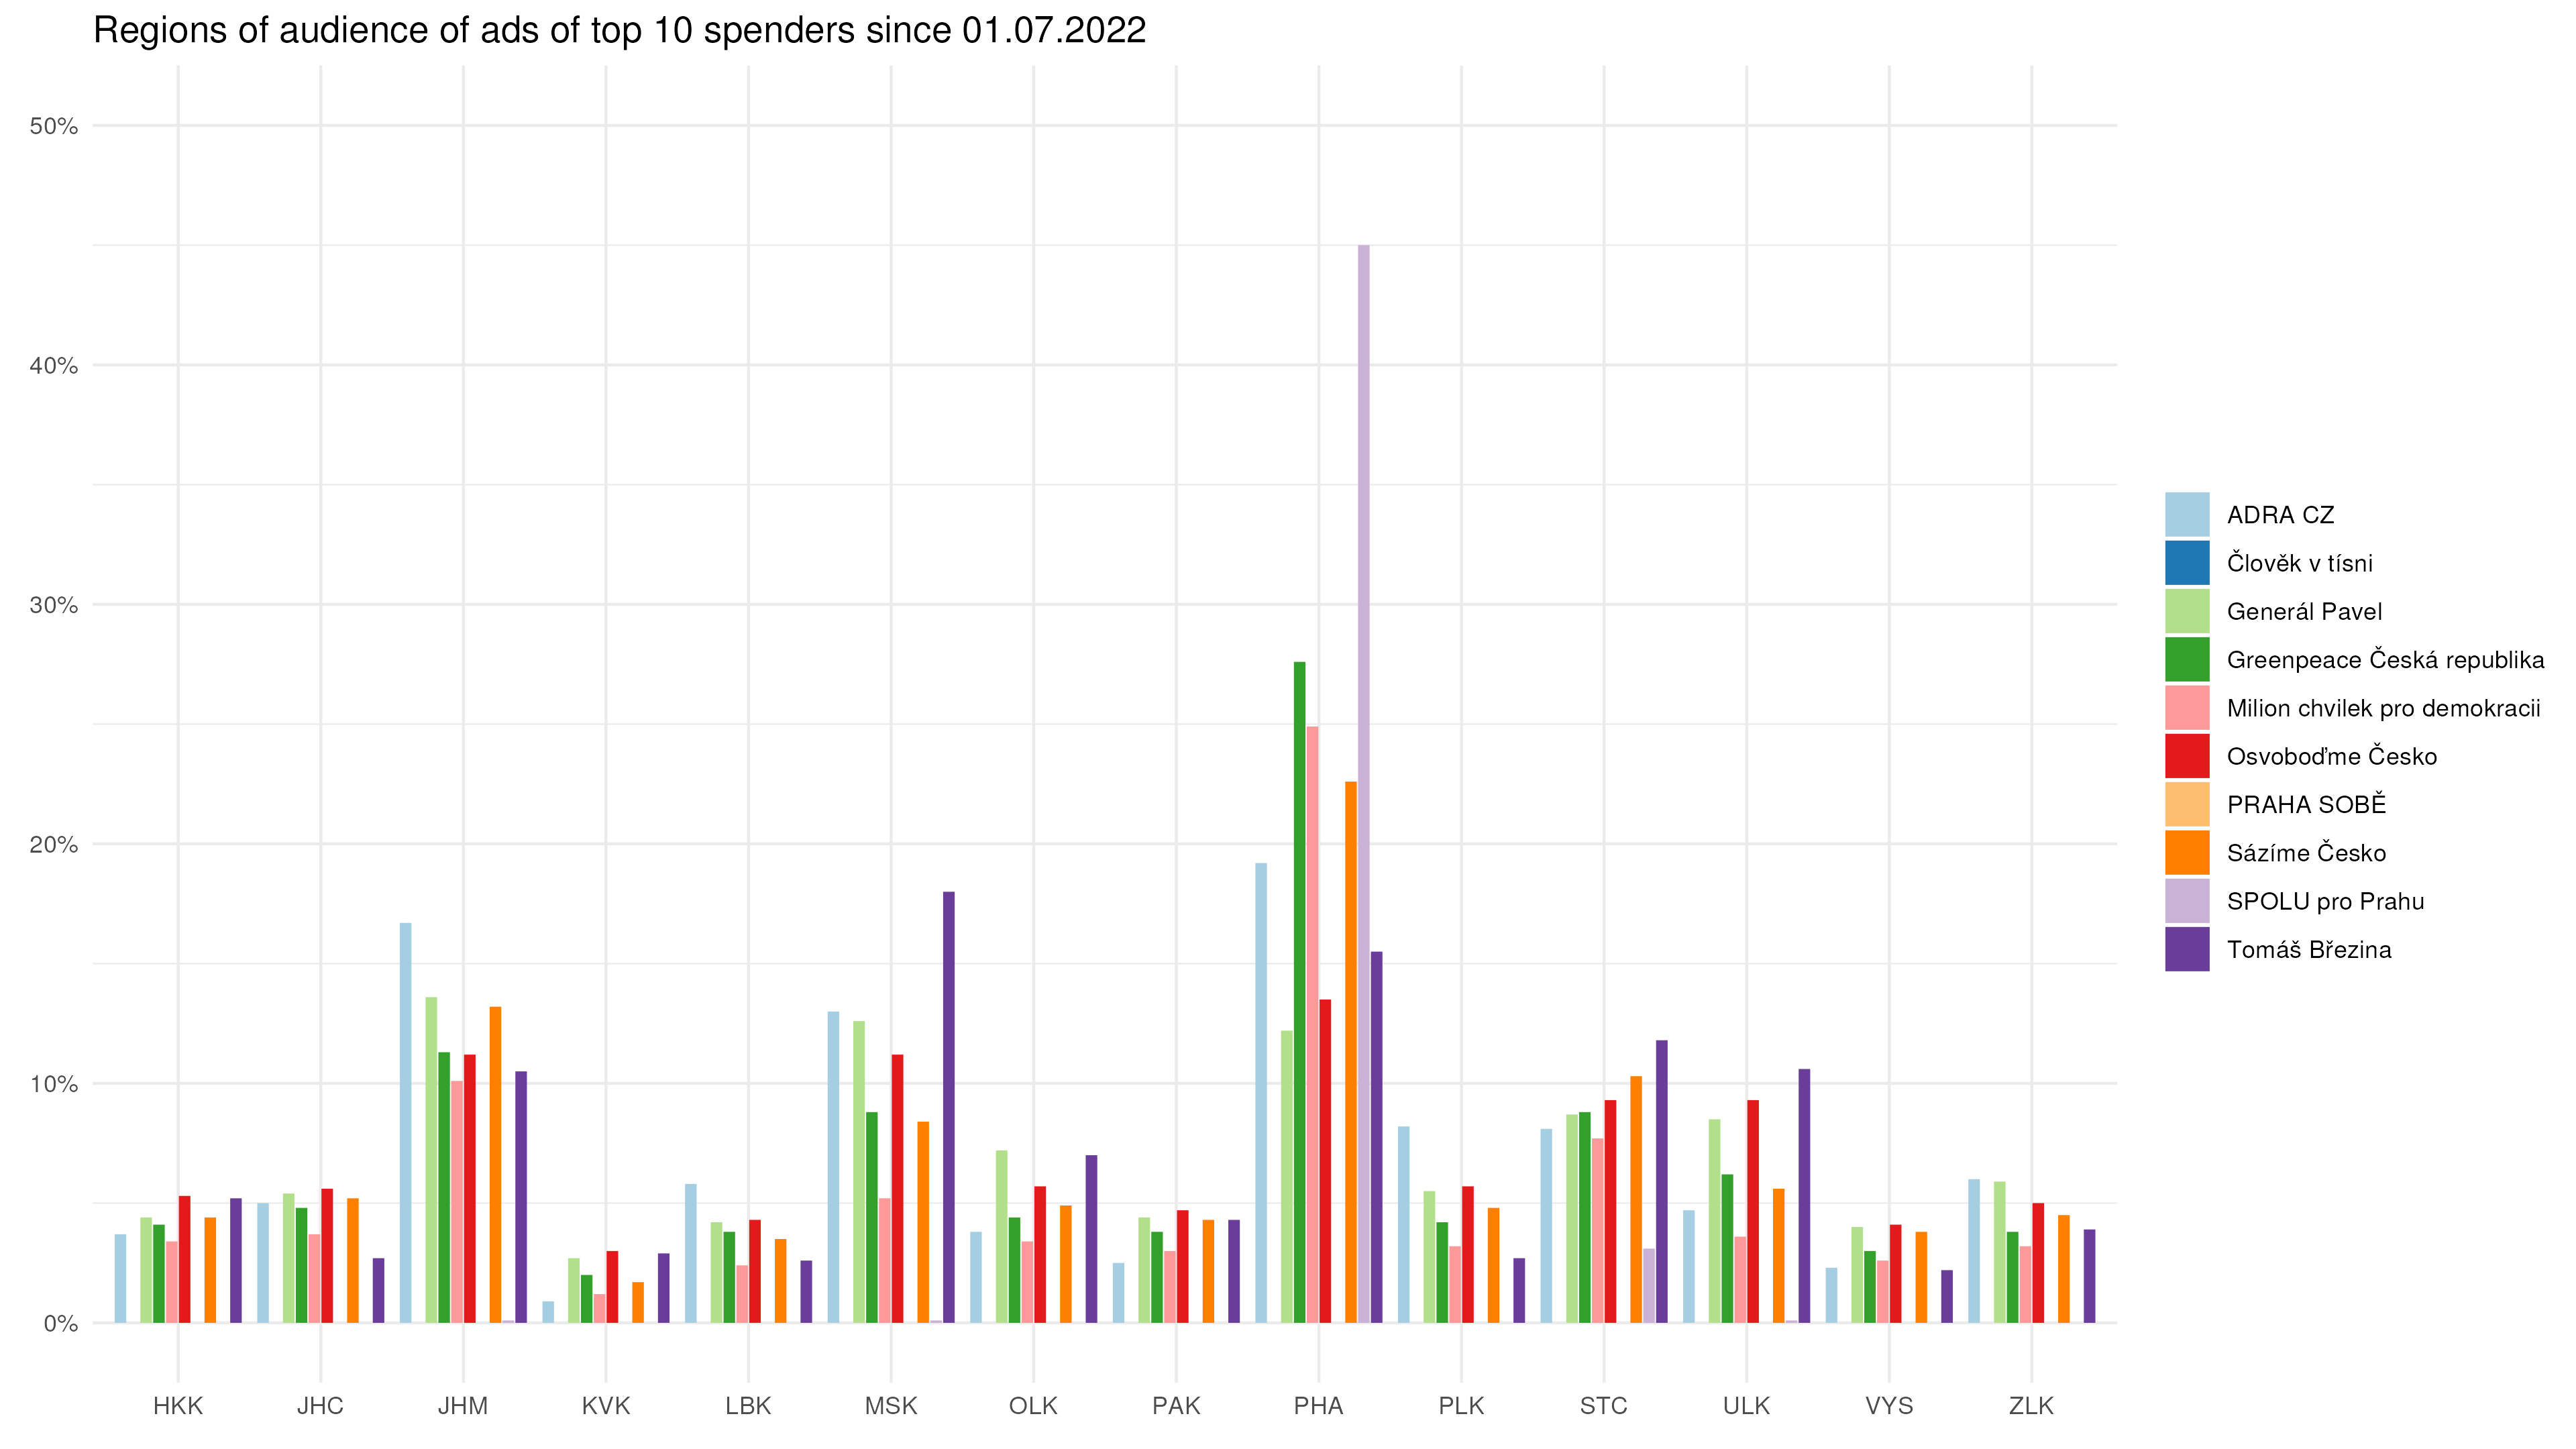 Regions of audience of ads of top 10 spenders since 01.07.2022
50%
40%
30%
20%
10%
0%
HKK JHC JHM KVK LBK MSK OLK PAK PHA PLK STC ULK VYS ZLK
ADRA CZ
Člověk v tísni
Generál Pavel
Greenpeace Česká republika
Milion chvilek pro demokracii
Osvoboďme Česko
PRAHA SOBĚ
Sázíme Česko
SPOLU pro Prahu
Tomáš Březina